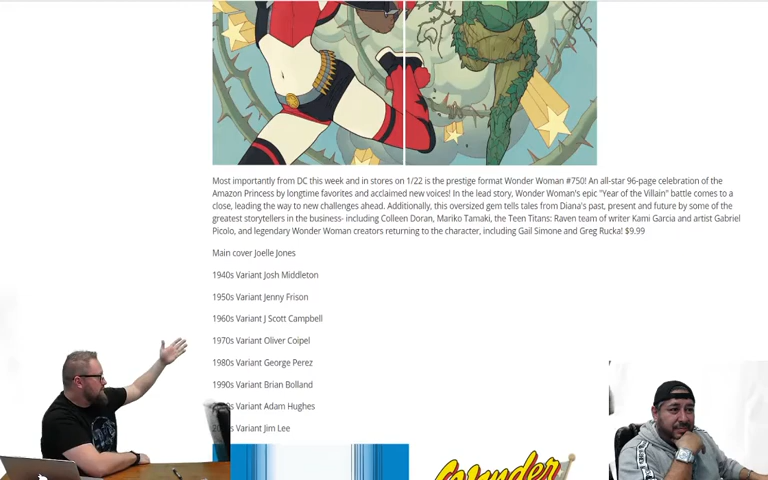 Most importantly from DC this week and in stores on 1/22 is the prestige format Wonder Woman #750! An all-star 96-page celebration of the
Amazon Princess by longtime favorites and acclaimed new voices! In the lead story, Wonder Woman's epic "Year of the Villain" battle comes to a
close, leading the way to new challenges ahead. Additionally, this oversized gem tells tales from Diana's past, present and future by some of the
greatest storytellers in the business- including Colleen Doran, Mariko Tamaki, the Teen Titans: Raven team of writer Kami Garcia and artist Gabriel
Picolo, and legendary Wonder Woman creators returning to the character, including Gail Simone and Greg Rucka! $9.99
Main cover Joelle Jones
1940s Variant Josh Middleton
1950s Variant Jenny Frison
1960s Variant J Scott Campbell
1970s Variant Oliver Coipel
1980s Variant George Perez
1990s Variant Brian Bolland
Variant Adam Hughes
Variant Jim Lee
Wonder